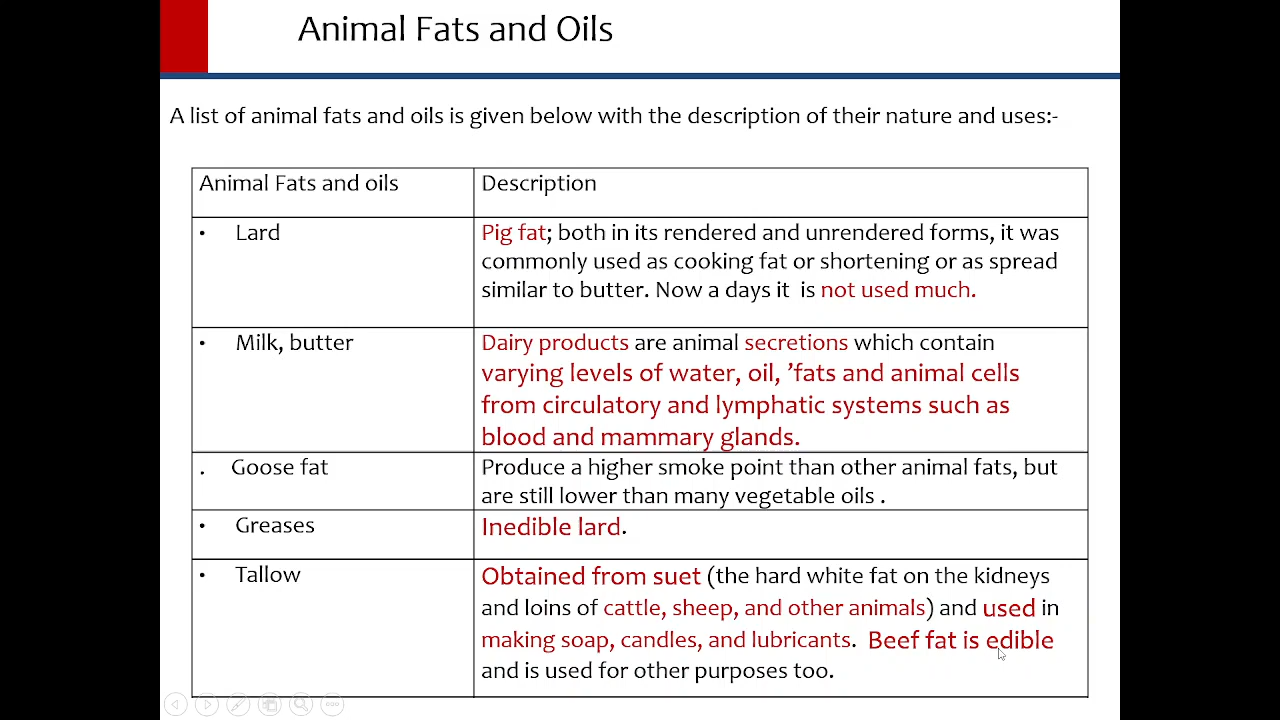 Animal Fats and Oils
A list of animal fats and oils is given below with the description of their nature and uses:-
Animal Fats and oils
Description
• Lard
Pig fat; both in its rendered and unrendered forms, it was
commonly used as cooking fat or shortening or as spread
similar to butter. Now a days it is not used much.
• Milk, butter
Dairy products are animal secretions which contain
varying levels of water, oil, ’fats and animal cells
from circulatory and lymphatic systems such as
blood and mammary glands.
. Goose fat
Produce a higher smoke point than other animal fats, but
are still lower than many vegetable oils .
• Greases
Inedible lard.
• Tallow
Obtained from suet (the hard white fat on the kidneys
and loins of cattle, sheep, and other animals) and used in
making soap, candles, and lubricants. Beef fat is edible
and is used for other purposes too.